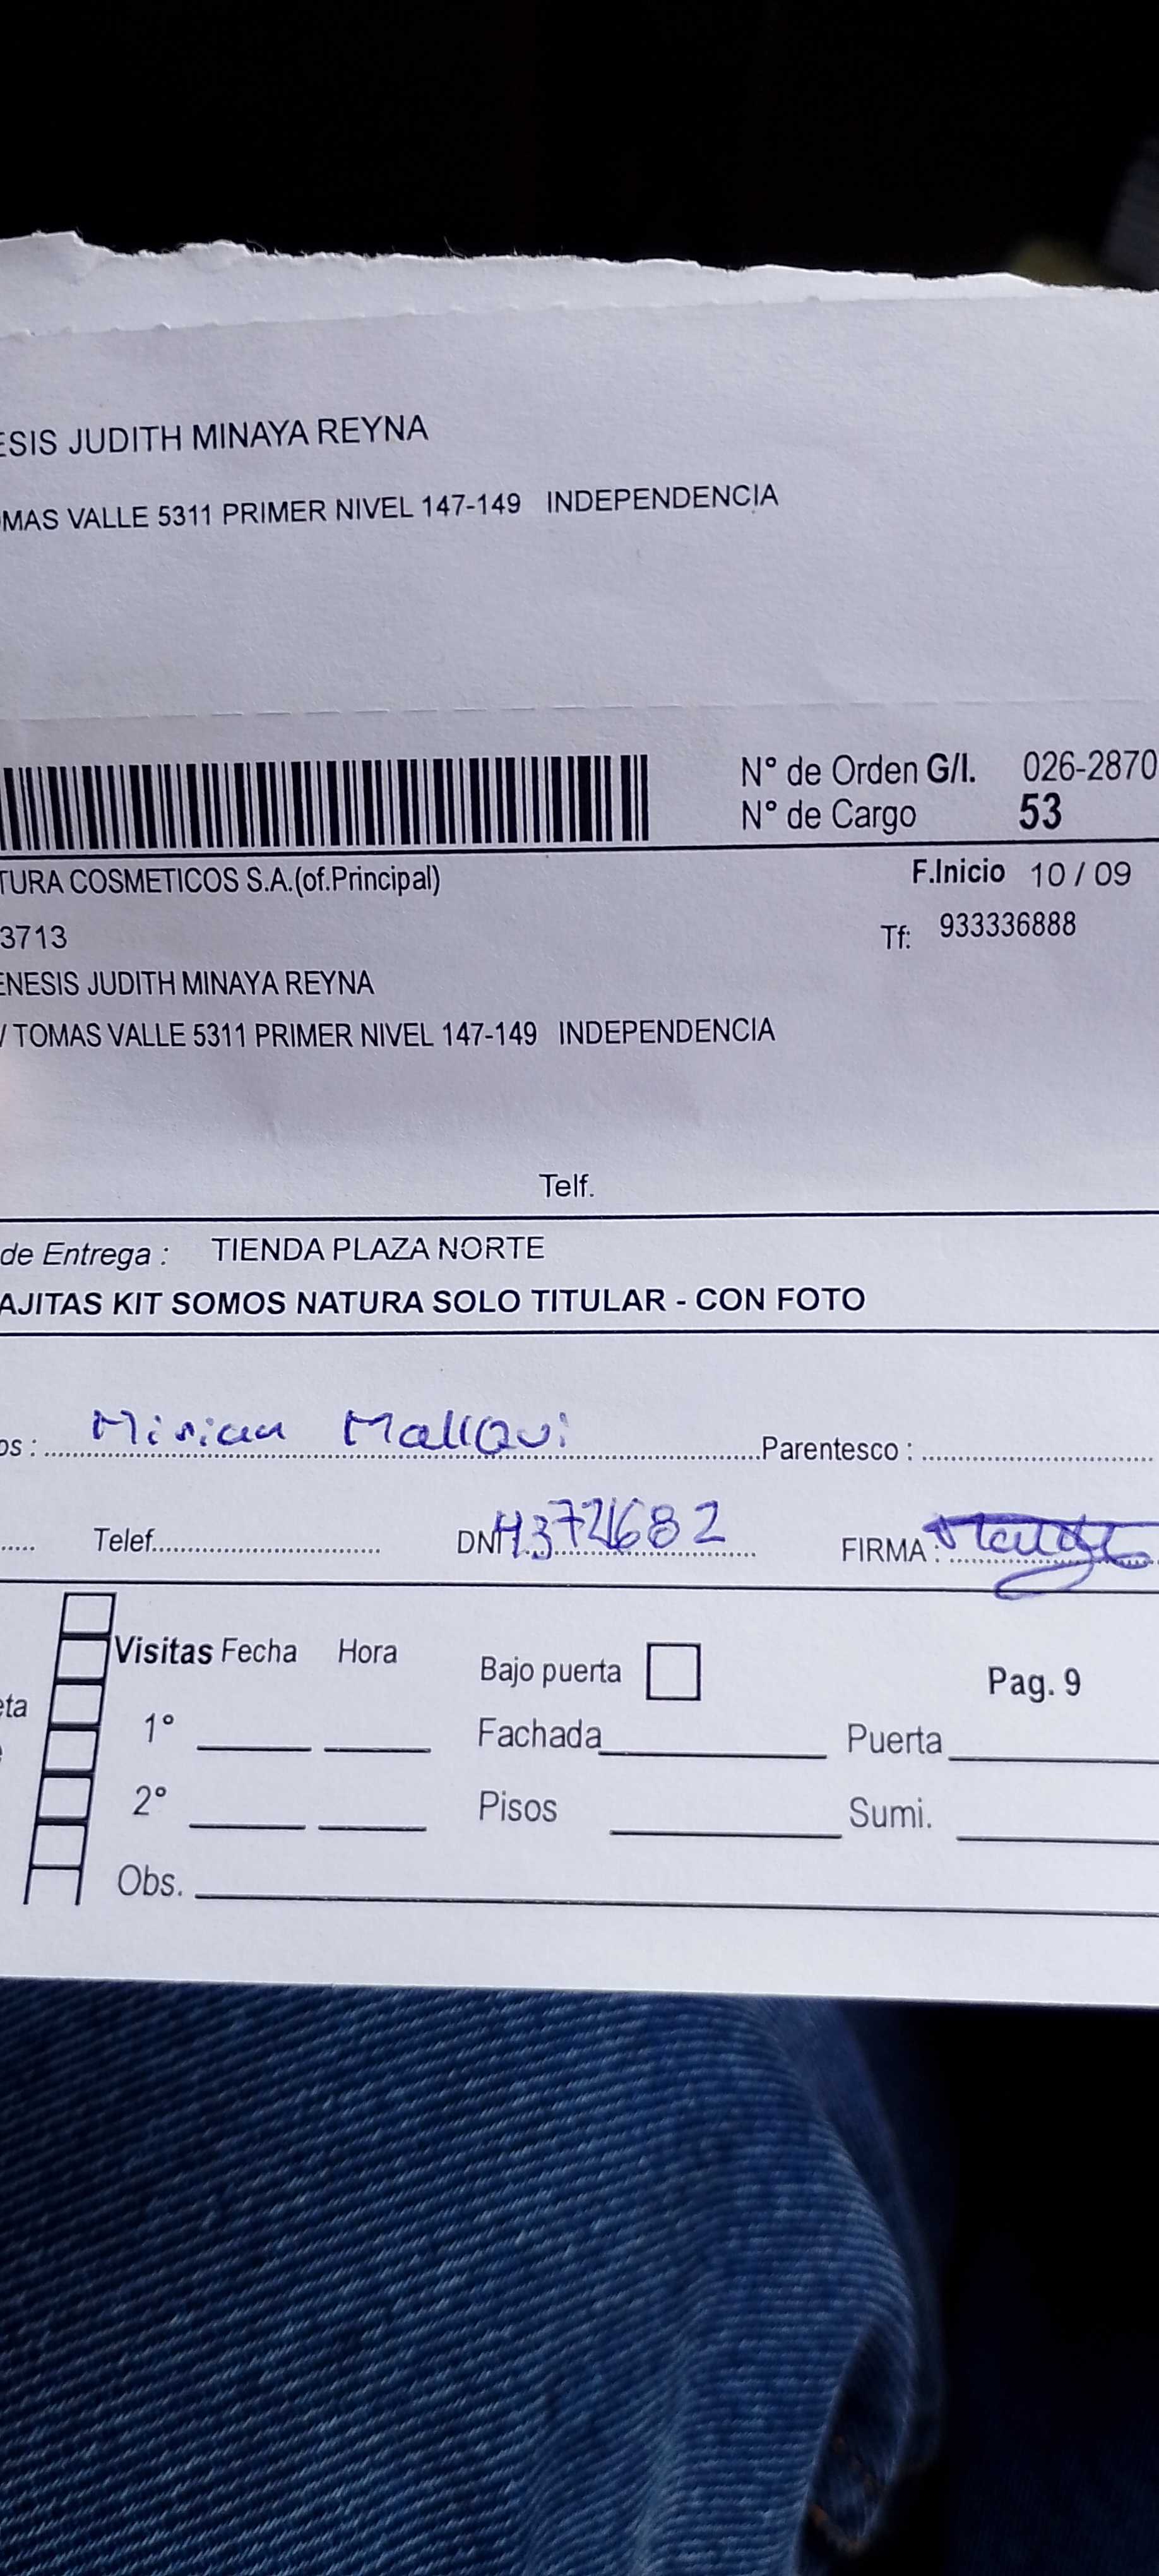 ESIS JUDITH MINAYA REYNA
OMAS VALLE 5311 PRIMER NIVEL 147-149 INDEPENDENCIA
N° de Orden G/I. 026-2870
N° de Cargo 53
TURA COSMETICOS S.A.(of.Principal) F.Inicio 10 / 09
3713 Tf: 933336888
ENESIS JUDITH MINAYA REYNA
/ TOMAS VALLE 5311 PRIMER NIVEL 147-149 INDEPENDENCIA
Telf.
de Entrega : TIENDA PLAZA NORTE
AJITAS KIT SOMOS NATURA SOLO TITULAR - CON FOTO
os : Mirian Mallqui Parentesco :
Telef. DNI FIRMA :
Visitas Fecha Hora Bajo puerta Pag. 9
eta
1° Fachada Puerta
2° Pisos Sumi.
Obs.